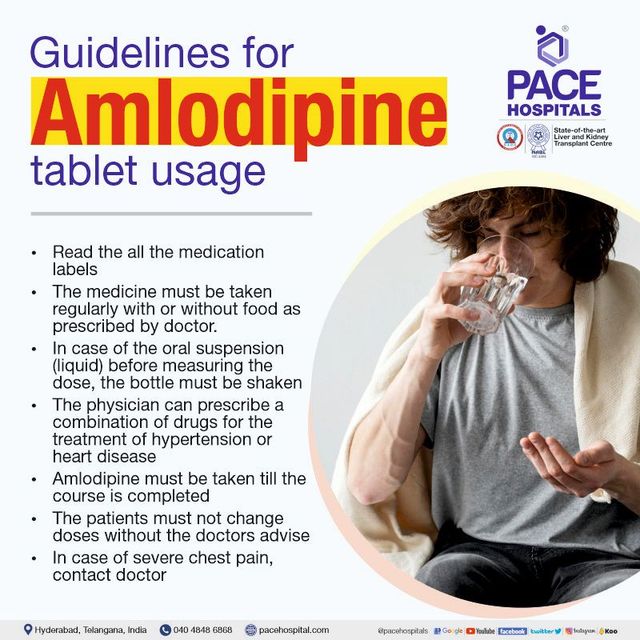 Guidelines for
Amlodipine
tablet usage
PACE
HOSPITALS
State-of-the-art
Liver and Kidney
Transplant Centre
• Read the all the medication
labels
• The medicine must be taken
regularly with or without food as
prescribed by doctor.
• In case of the oral suspension
(liquid) before measuring the
dose, the bottle must be shaken
• The physician can prescribe a
combination of drugs for the
treatment of hypertension or
heart disease
• Amlodipine must be taken till the
course is completed
• The patients must not change
doses without the doctors advise
• In case of severe chest pain,
contact doctor
Hyderabad, Telangana, India 040 4848 6868 pacehospital.com @pacehospitals Google YouTube facebook twitter Instagram Koo